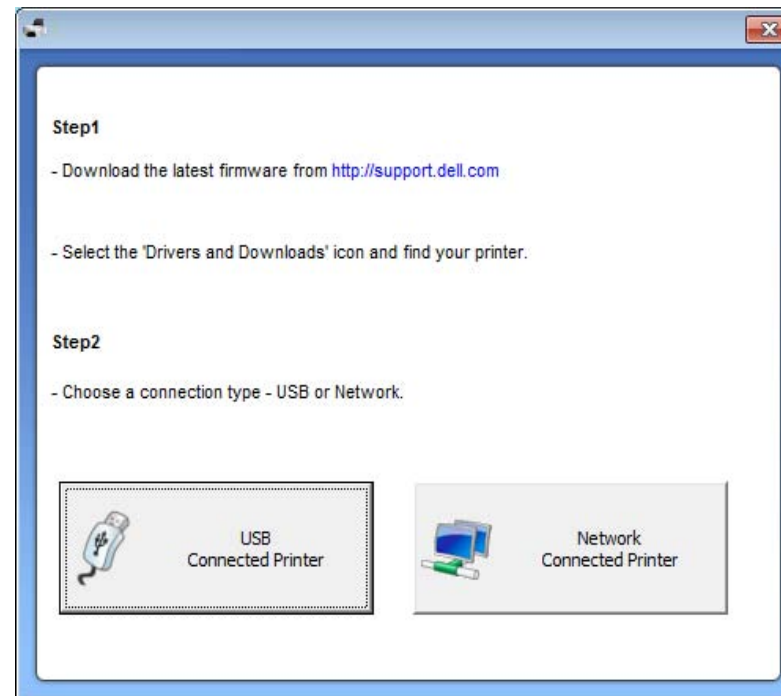 Step1
- Download the latest firmware from http://support.dell.com
- Select the 'Drivers and Downloads' icon and find your printer.
Step2
- Choose a connection type - USB or Network.
USB
Connected Printer
Network
Connected Printer